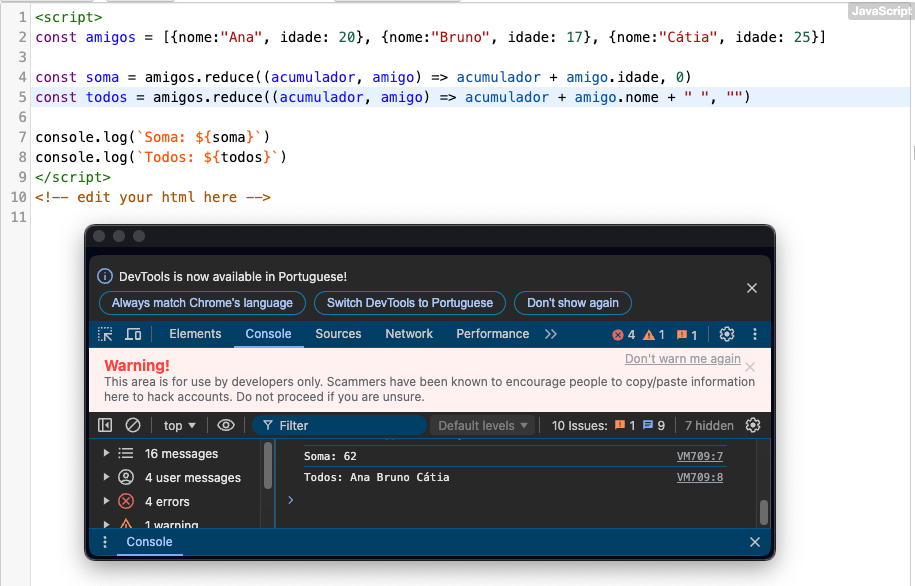 JavaScript
1 <script>
2 const amigos = [{nome:"Ana", idade: 20}, {nome:"Bruno", idade: 17}, {nome:"Cátia", idade: 25}]
3
4 const soma = amigos.reduce((acumulador, amigo) => acumulador + amigo.idade, 0)
5 const todos = amigos.reduce((acumulador, amigo) => acumulador + amigo.nome + " ", "")
6
7 console.log(`Soma: ${soma}`)
8 console.log(`Todos: ${todos}`)
9 </script>
10 <!-- edit your html here -->
11
DevTools is now available in Portuguese!
Always match Chrome's language Switch DevTools to Portuguese Don't show again
Elements Console Sources Network Performance 4 1 1
Don't warn me again
Warning!
This area is for use by developers only. Scammers have been known to encourage people to copy/paste information
here to hack accounts. Do not proceed if you are unsure.
top Filter Default levels 10 Issues: 1 9 7 hidden
16 messages
4 user messages
4 errors
1 warning
Soma: 62 VM709:7
Todos: Ana Bruno Cátia VM709:8
>
Console